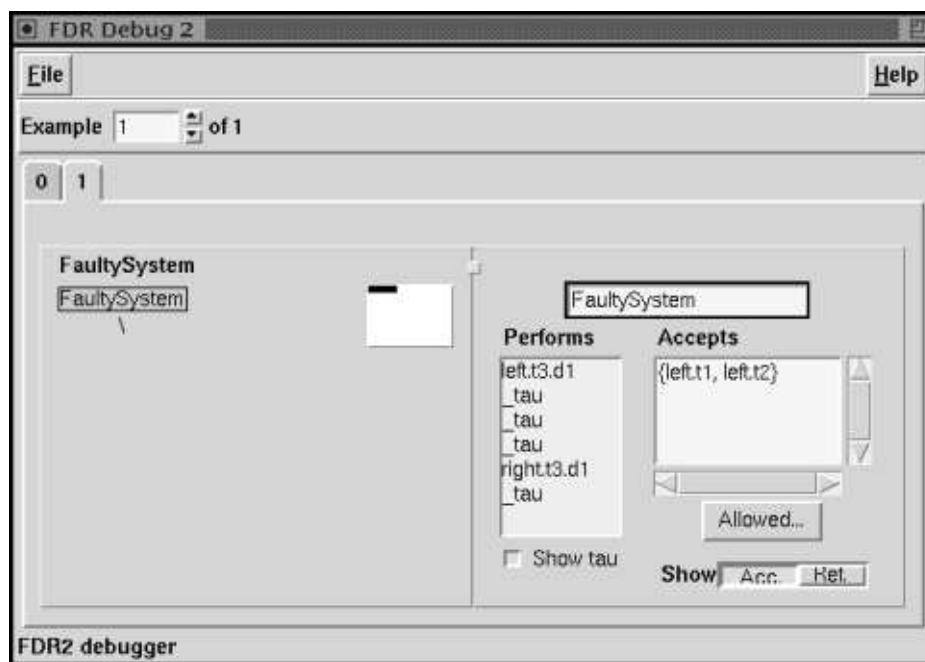 FDR Debug 2
File Help
Example 1 of 1
0 1
FaultySystem
FaultySystem
\
FaultySystem
Performs Accepts
left.t3.d1
_tau
_tau
_tau
right.t3.d1
_tau
{left.t1, left.t2}
Allowed...
Show tau
Show Acc. Ref.
FDR2 debugger